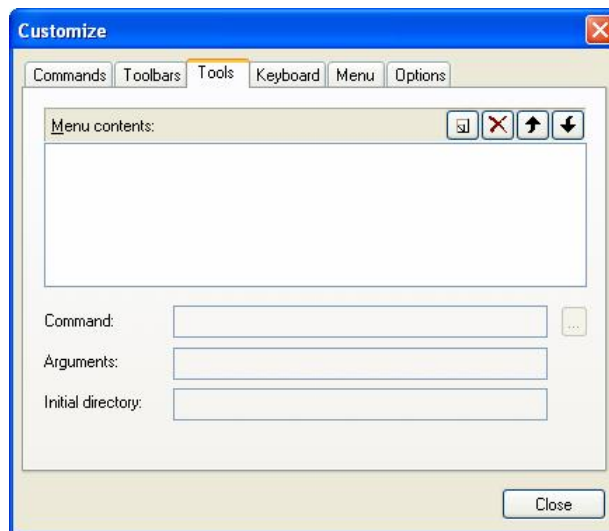 Customize
Commands Toolbars Tools Keyboard Menu Options
Menu contents:
Command:
...
Arguments:
Initial directory:
Close